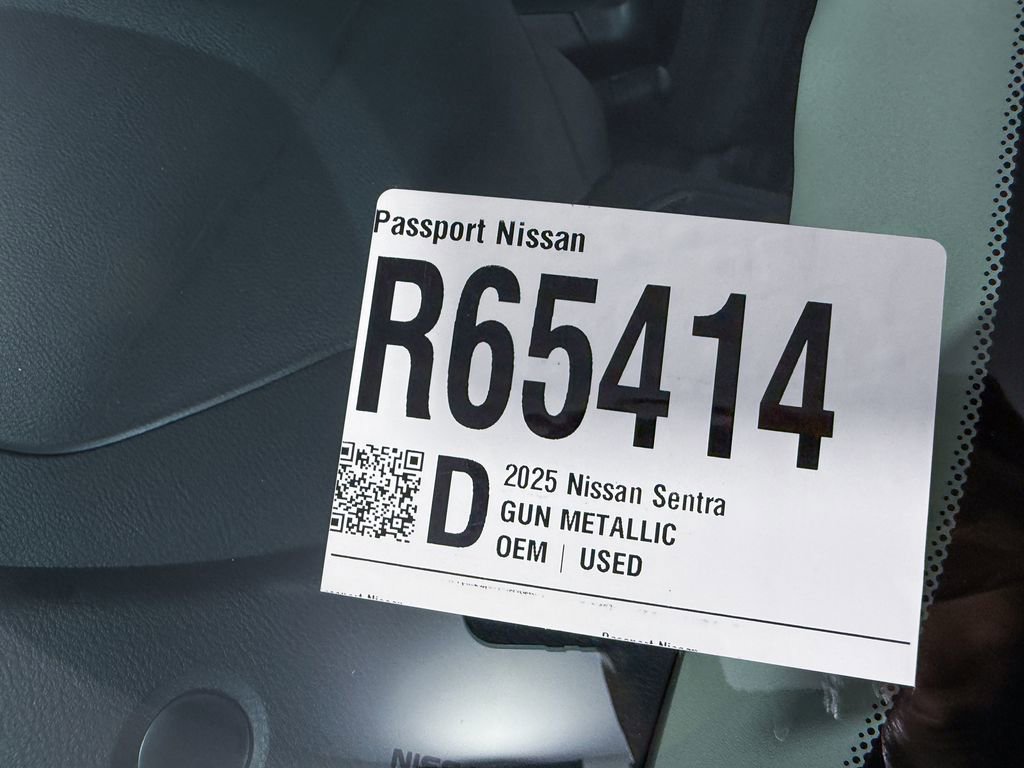 Passport Nissan
R65414
D
2025 Nissan Sentra
GUN METALLIC
OEM | USED